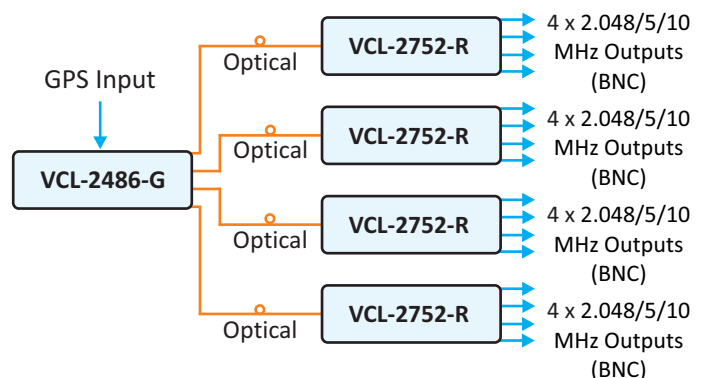 GPS Input
VCL-2486-G
Optical
VCL-2752-R
4 x 2.048/5/10
MHz Outputs
(BNC)
Optical
VCL-2752-R
4 x 2.048/5/10
MHz Outputs
(BNC)
Optical
VCL-2752-R
4 x 2.048/5/10
MHz Outputs
(BNC)
Optical
VCL-2752-R
4 x 2.048/5/10
MHz Outputs
(BNC)